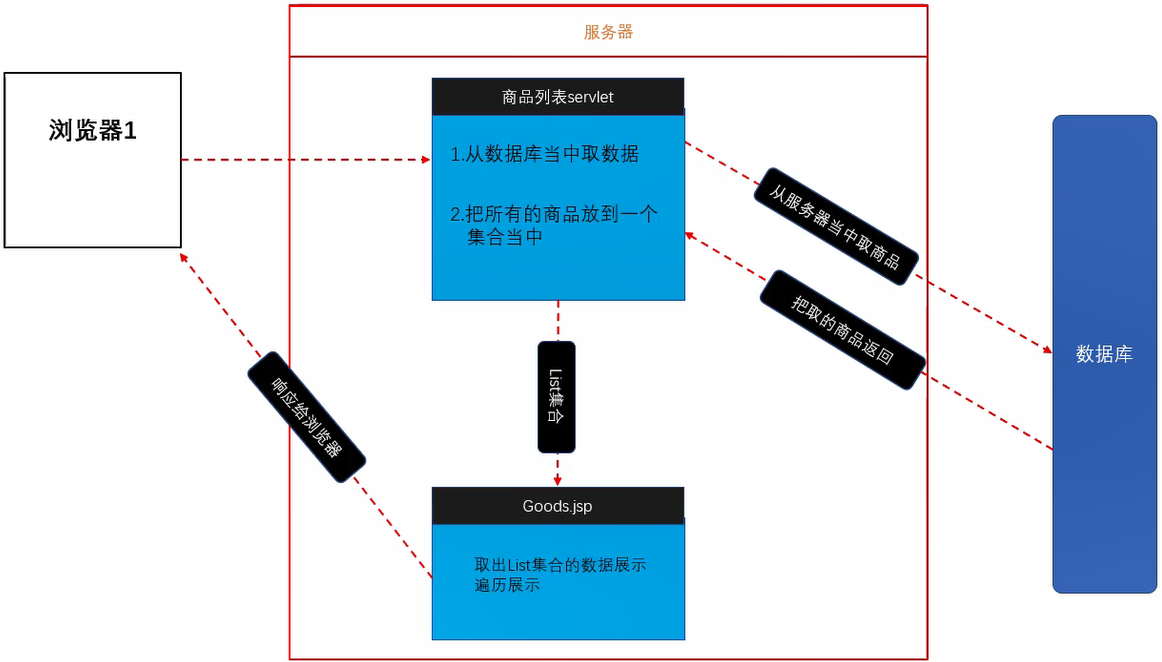 服务器
浏览器1
商品列表servlet
1.从数据库当中取数据
2.把所有的商品放到一个
集合当中
从服务器当中取商品
把取的商品返回
数据库
List集合
响应给浏览器
Goods.jsp
取出List集合的数据展示
遍历展示